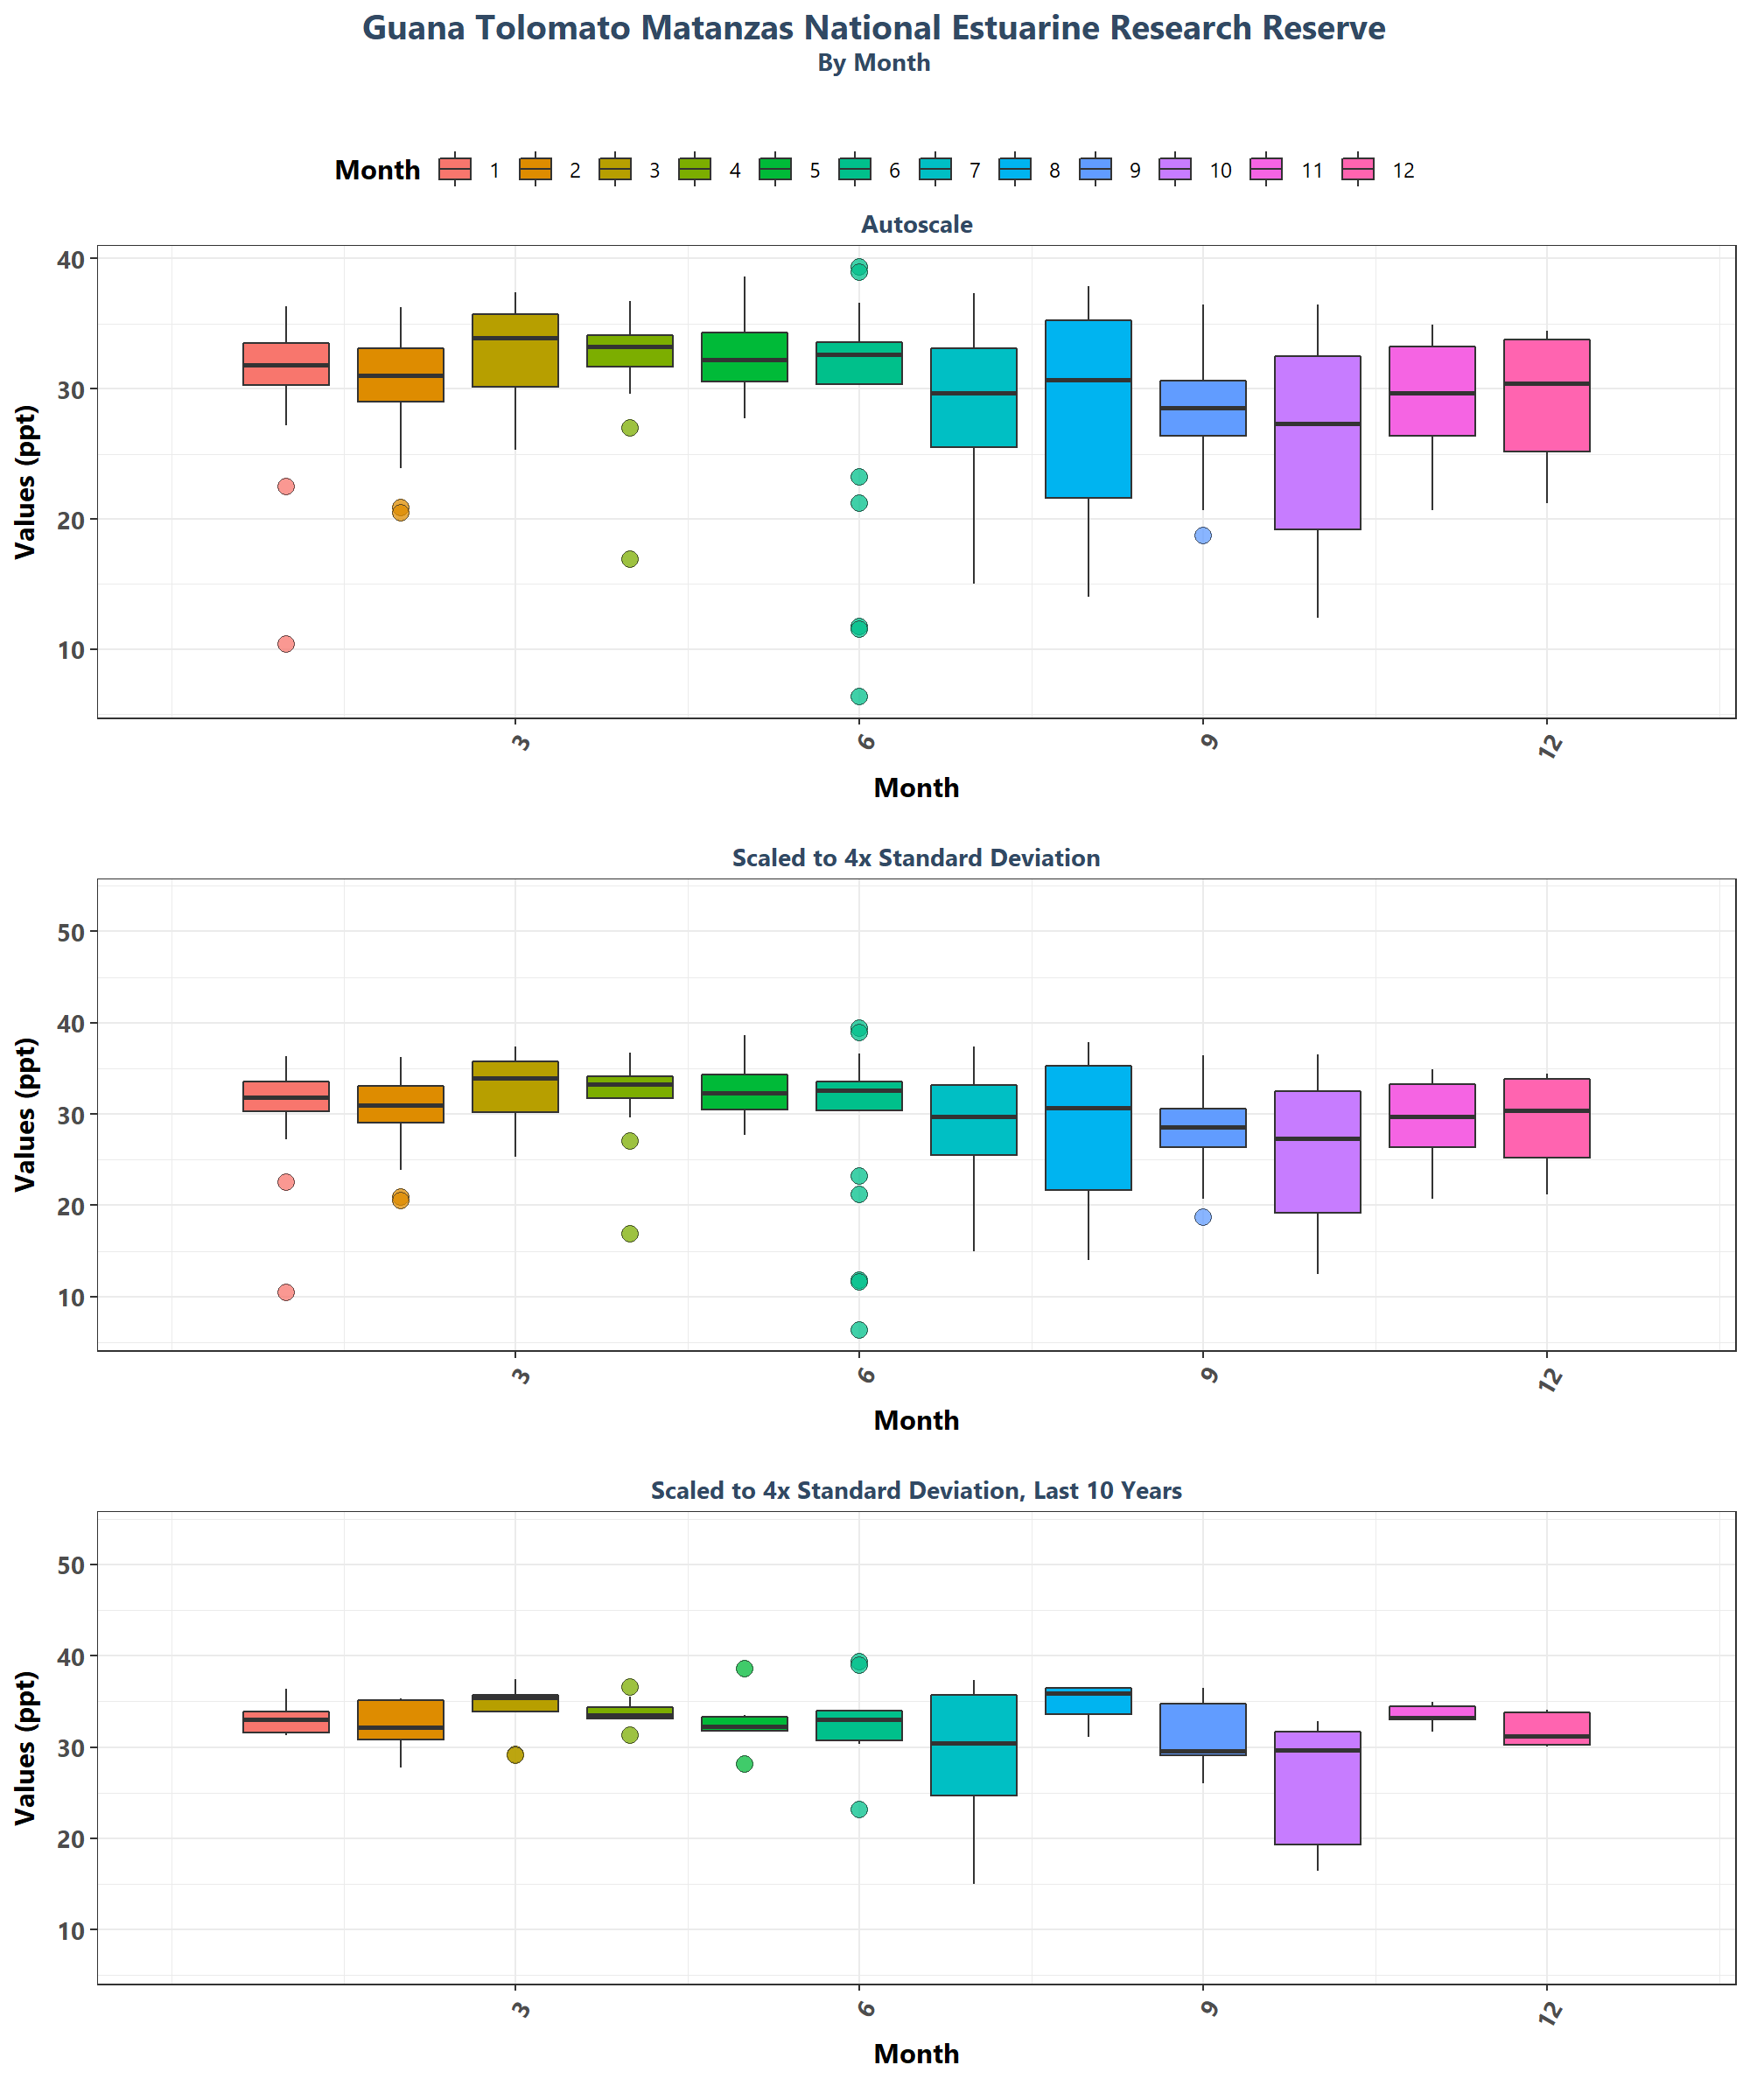 Guana Tolomato Matanzas National Estuarine Research Reserve
By Month
Month 1 2 3 4 5 6 7 8 9 10 11 12
Autoscale
Values (ppt)
40
30
20
10
3 6 9 12
Month
Scaled to 4x Standard Deviation
Values (ppt)
50
40
30
20
10
3 6 9 12
Month
Scaled to 4x Standard Deviation, Last 10 Years
Values (ppt)
50
40
30
20
10
3 6 9 12
Month